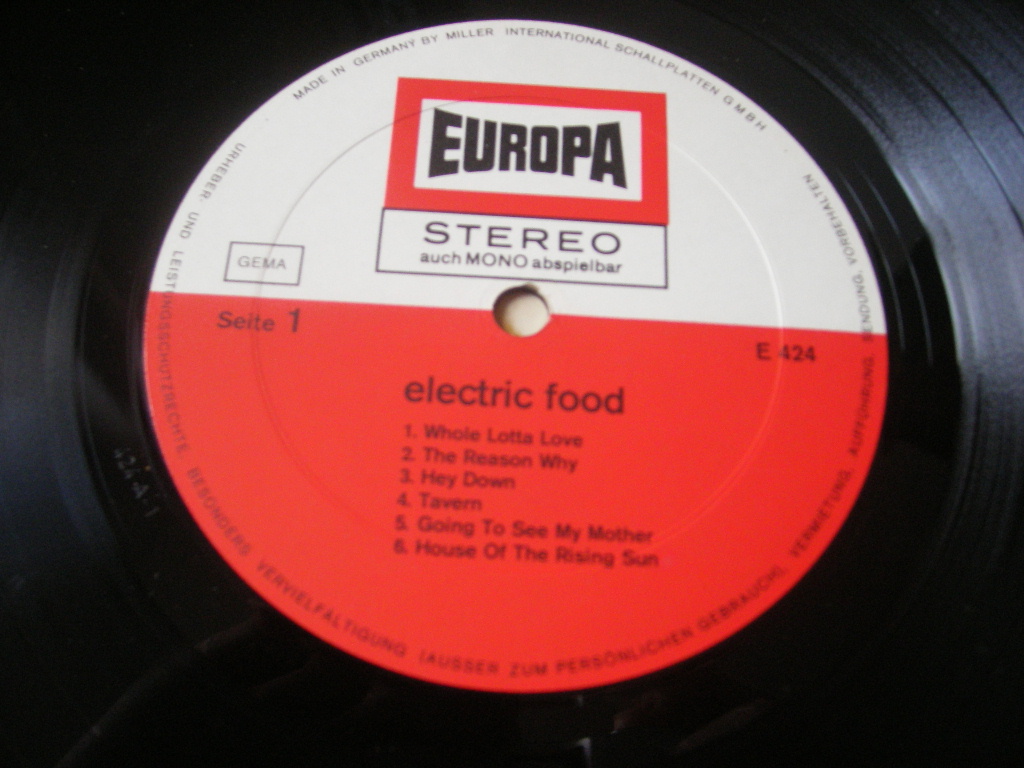 MADE IN GERMANY BY MILLER INTERNATIONAL SCHALLPLATTEN GMBH
EUROPA
STEREO
auch MONO abspielbar
GEMA
Seite 1
E 424
electric food
1. Whole Lotta Love
2. The Reason Why
3. Hey Down
4. Tavern
5. Going To See My Mother
6. House Of The Rising Sun
URHEBER- UND LEISTUNGSSCHUTZRECHTE BESONDERS VERVIELFÄLTIGUNG (AUSSER ZUM PERSÖNLICHEN GEBRAUCH), VERMIETUNG, AUFFÜHRUNG, SENDUNG, VORBEHALTEN
424-A-1